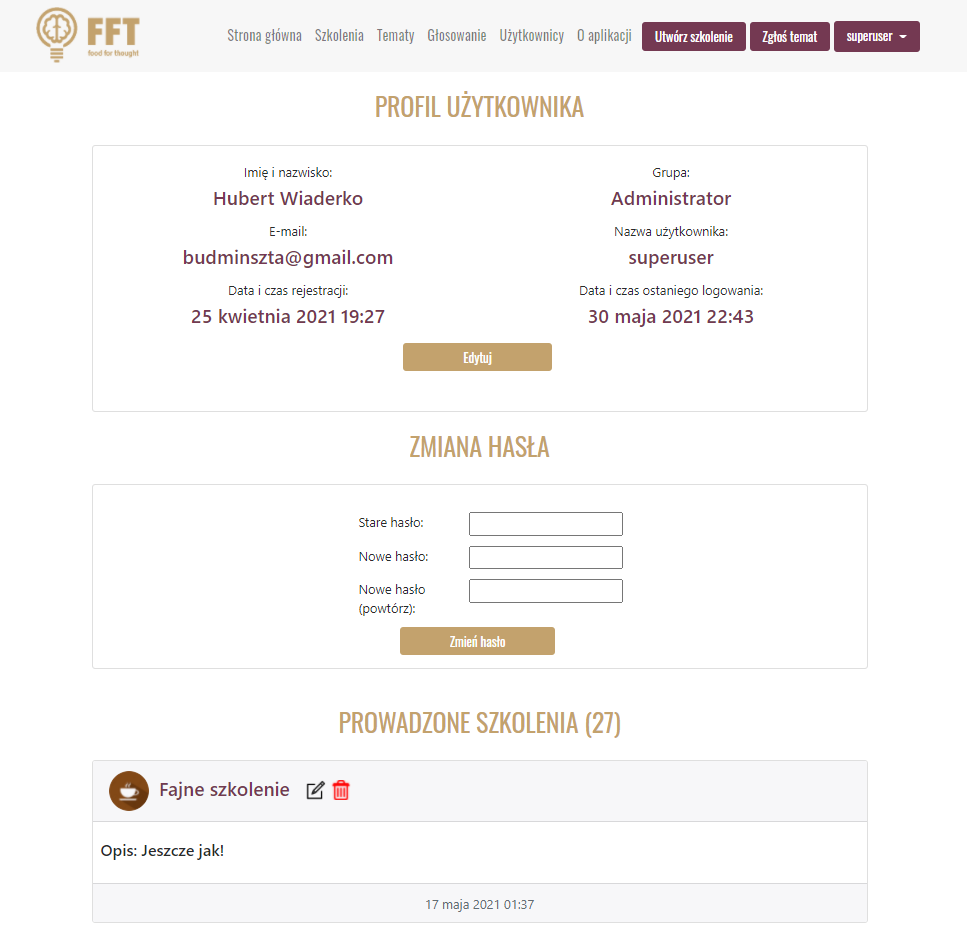 FFT
food for thought
Strona główna Szkolenia Tematy Głosowanie Użytkownicy O aplikacji Utwórz szkolenie Zgłoś temat superuser
PROFIL UŻYTKOWNIKA
Imię i nazwisko: Grupa:
Hubert Wiaderko Administrator
E-mail: Nazwa użytkownika:
budminszta@gmail.com superuser
Data i czas rejestracji: Data i czas ostaniego logowania:
25 kwietnia 2021 19:27 30 maja 2021 22:43
Edytuj
ZMIANA HASŁA
Stare hasło:
Nowe hasło:
Nowe hasło
(powtórz):
Zmień hasło
PROWADZONE SZKOLENIA (27)
Fajne szkolenie
Opis: Jeszcze jak!
17 maja 2021 01:37